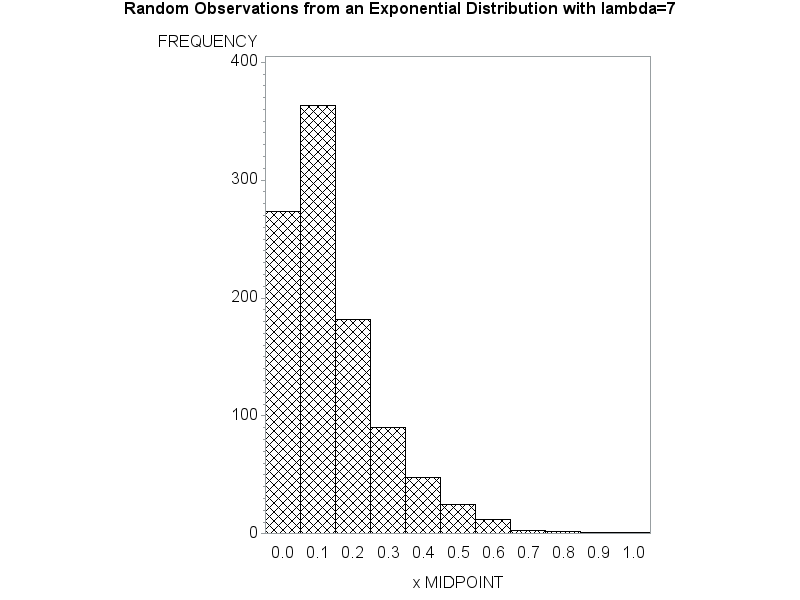 Random Observations from an Exponential Distribution with lambda=7
FREQUENCY
400
300
200
100
0
0.0 0.1 0.2 0.3 0.4 0.5 0.6 0.7 0.8 0.9 1.0
x MIDPOINT